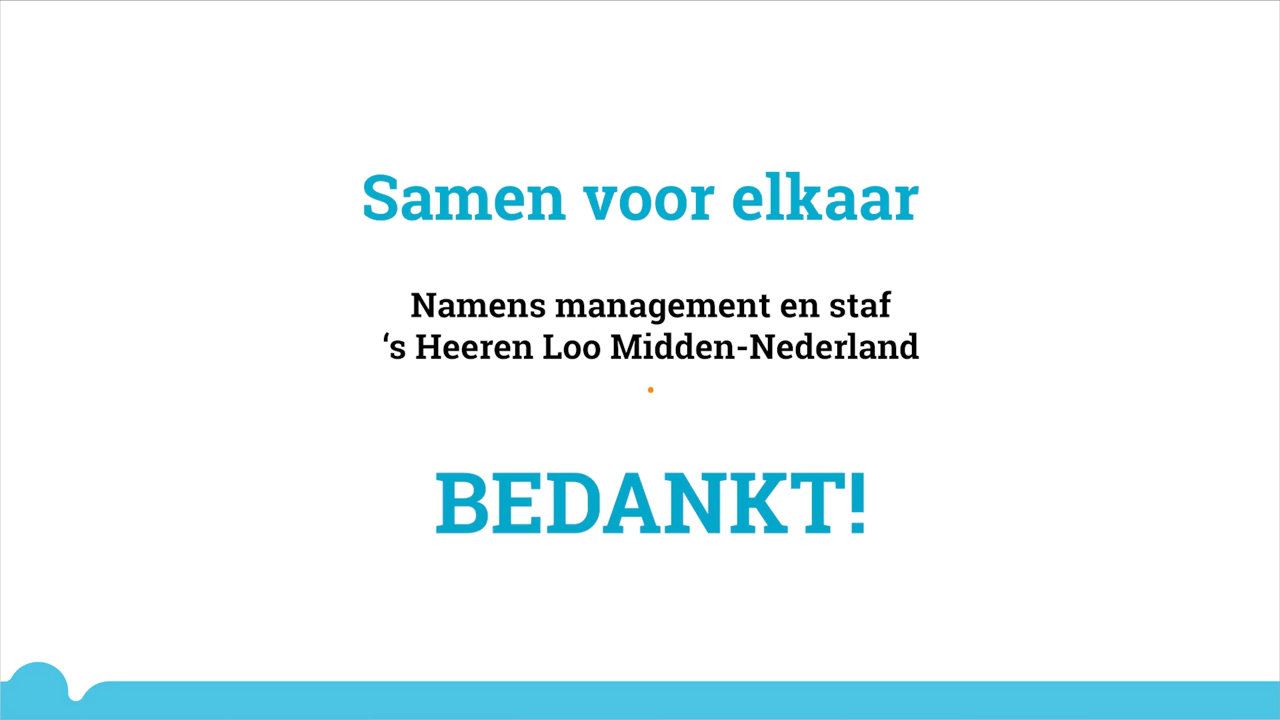 Samen voor elkaar
Namens management en staf
‘s Heeren Loo Midden-Nederland
BEDANKT!